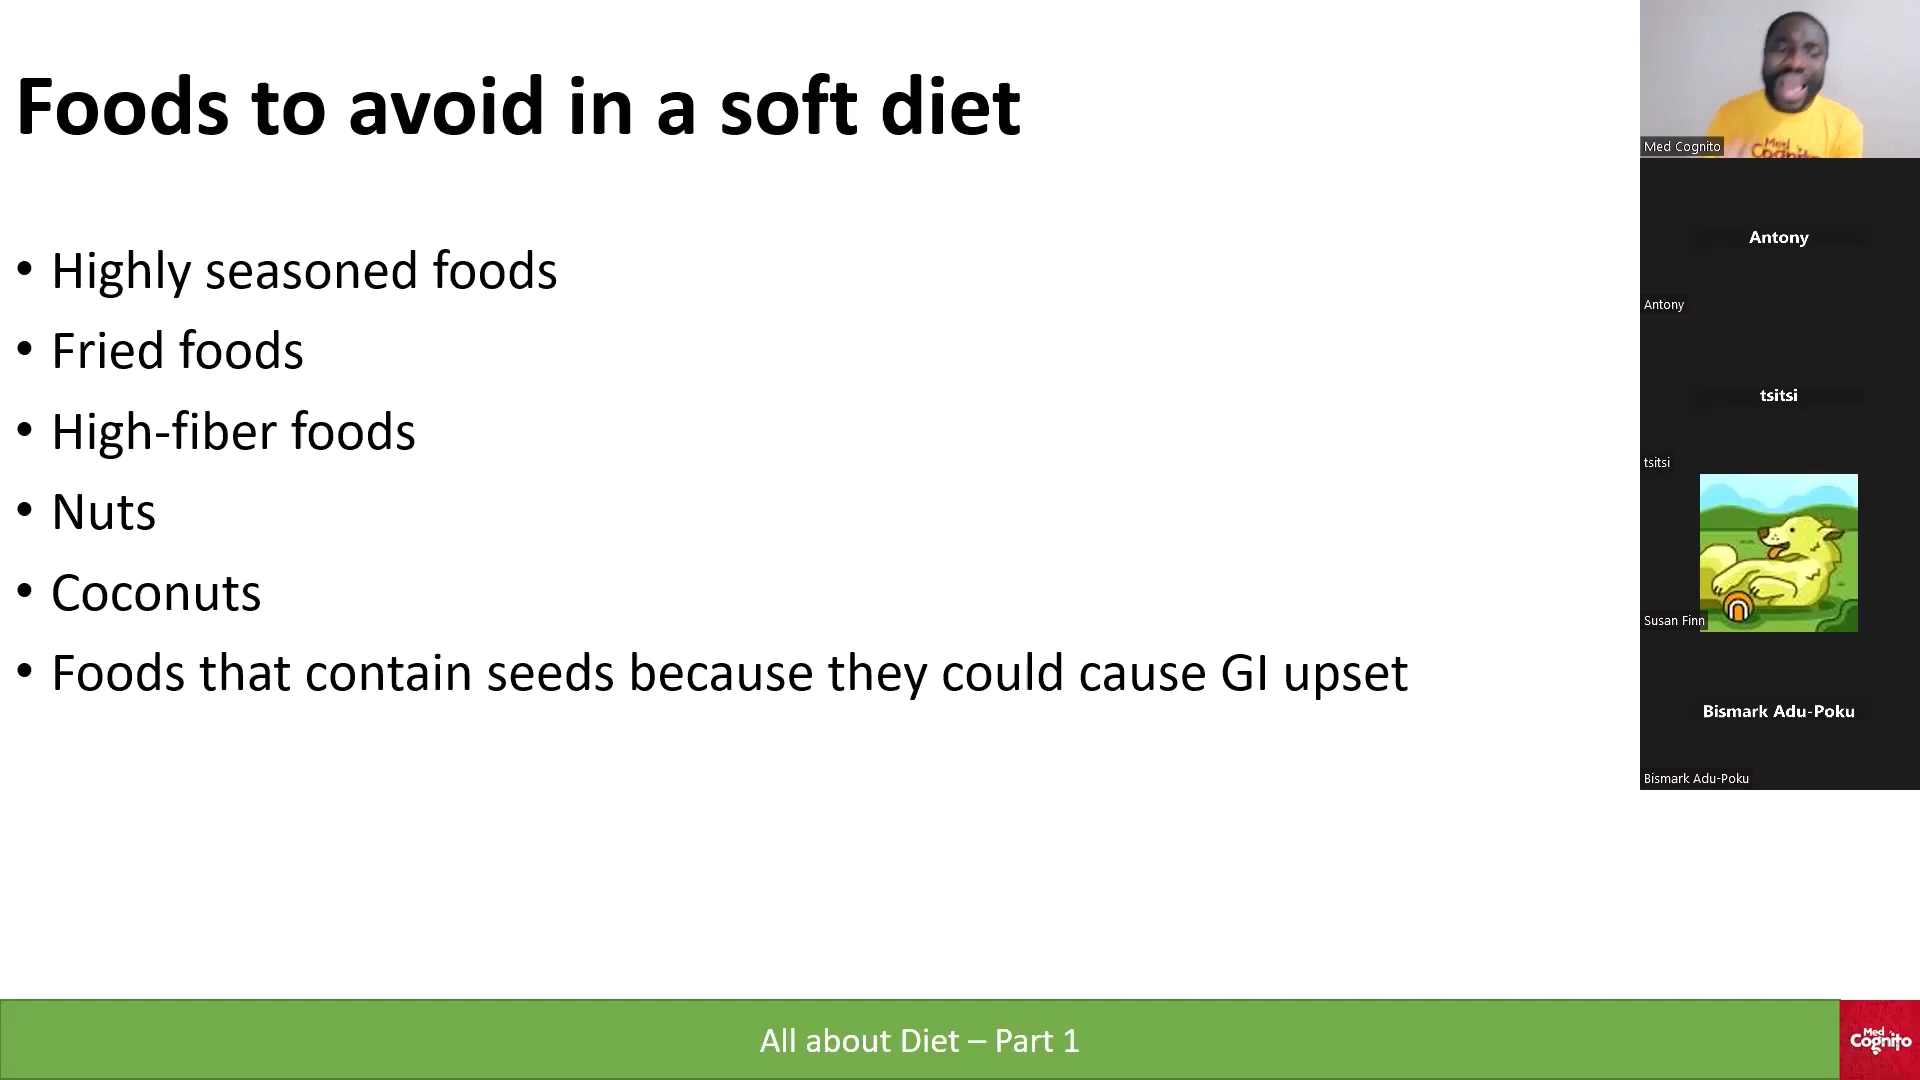 Foods to avoid in a soft diet
• Highly seasoned foods
• Fried foods
• High-fiber foods
• Nuts
• Coconuts
• Foods that contain seeds because they could cause GI upset
All about Diet – Part 1
Med
Cognito
Med
Cognito
Med Cognito
Antony
Antony
tsitsi
tsitsi
Susan Finn
Bismark Adu-Poku
Bismark Adu-Poku